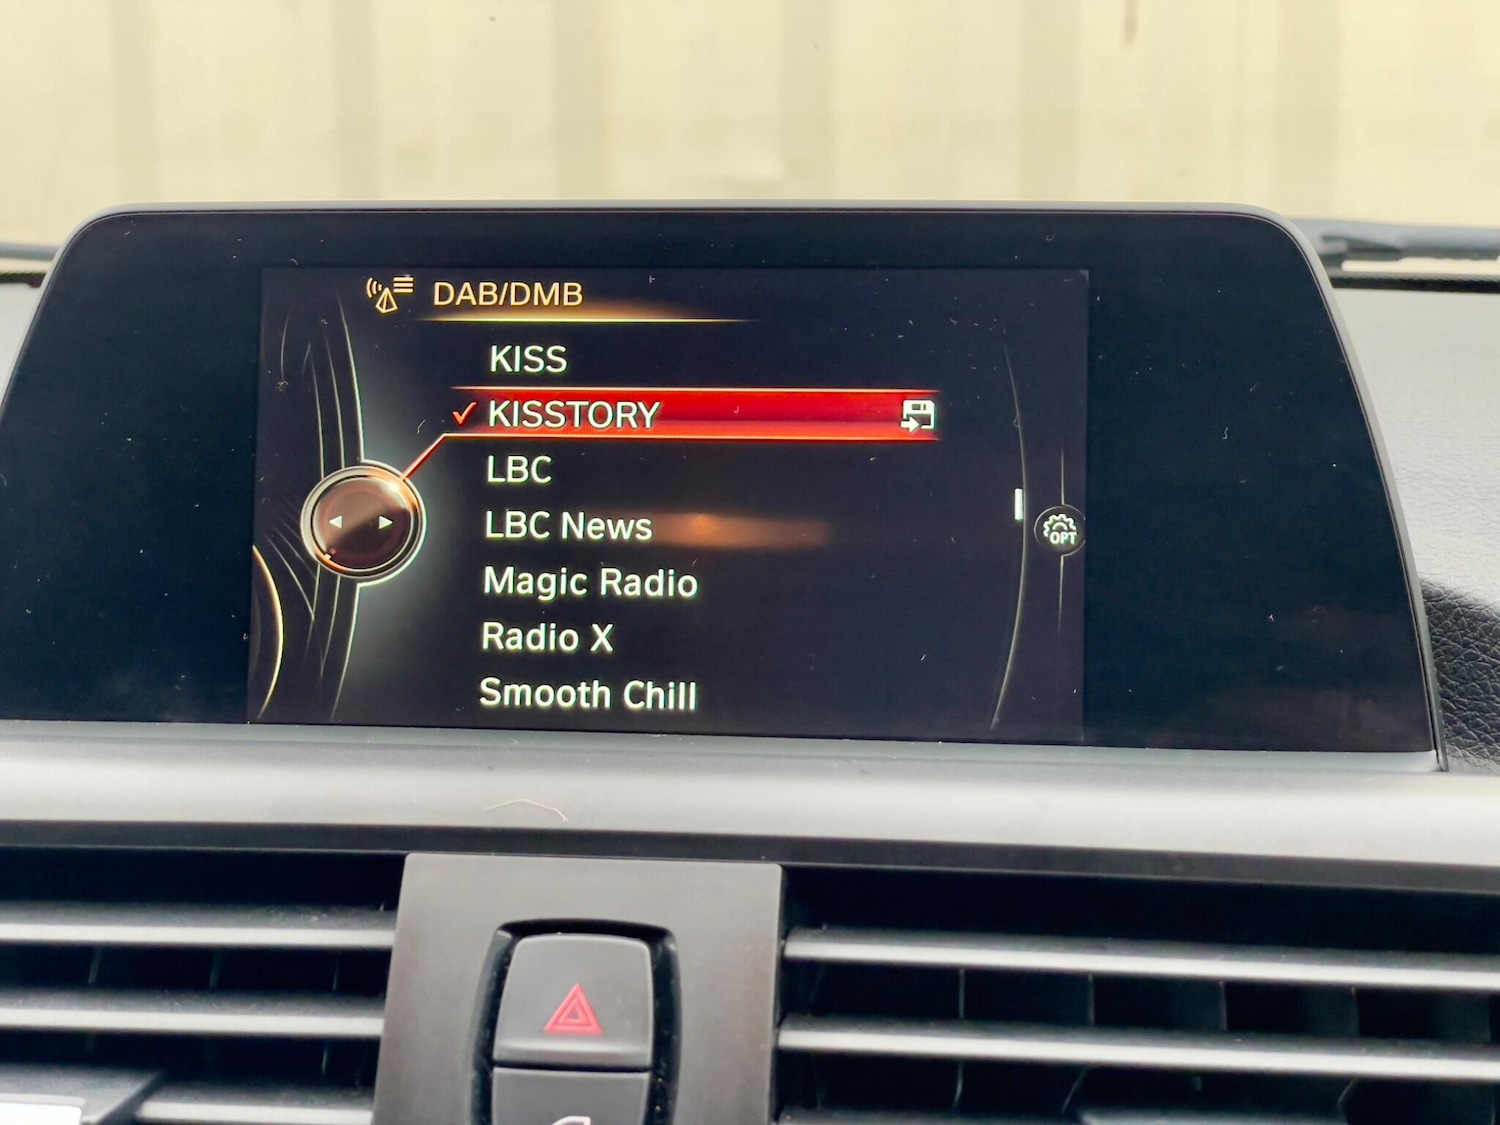 DAB/DMB
KISS
KISSTORY
LBC
LBC News
OPT
Magic Radio
Radio X
Smooth Chill